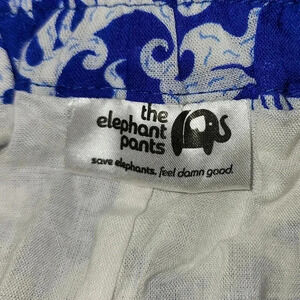 the
elephant
pants
save elephants. feel damn good.